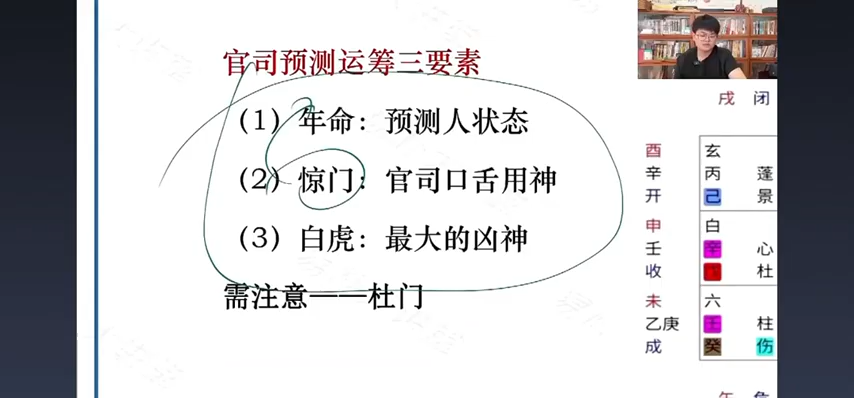 官司预测运筹三要素
（1）年命：预测人状态
（2）惊门：官司口舌用神
（3）白虎：最大的凶神
需注意——杜门
戌 闭
酉 玄
辛 丙 蓬
开 己 景
申 白
壬 辛 心
收 戊 杜
未 六
乙庚 壬 柱
成 癸 伤